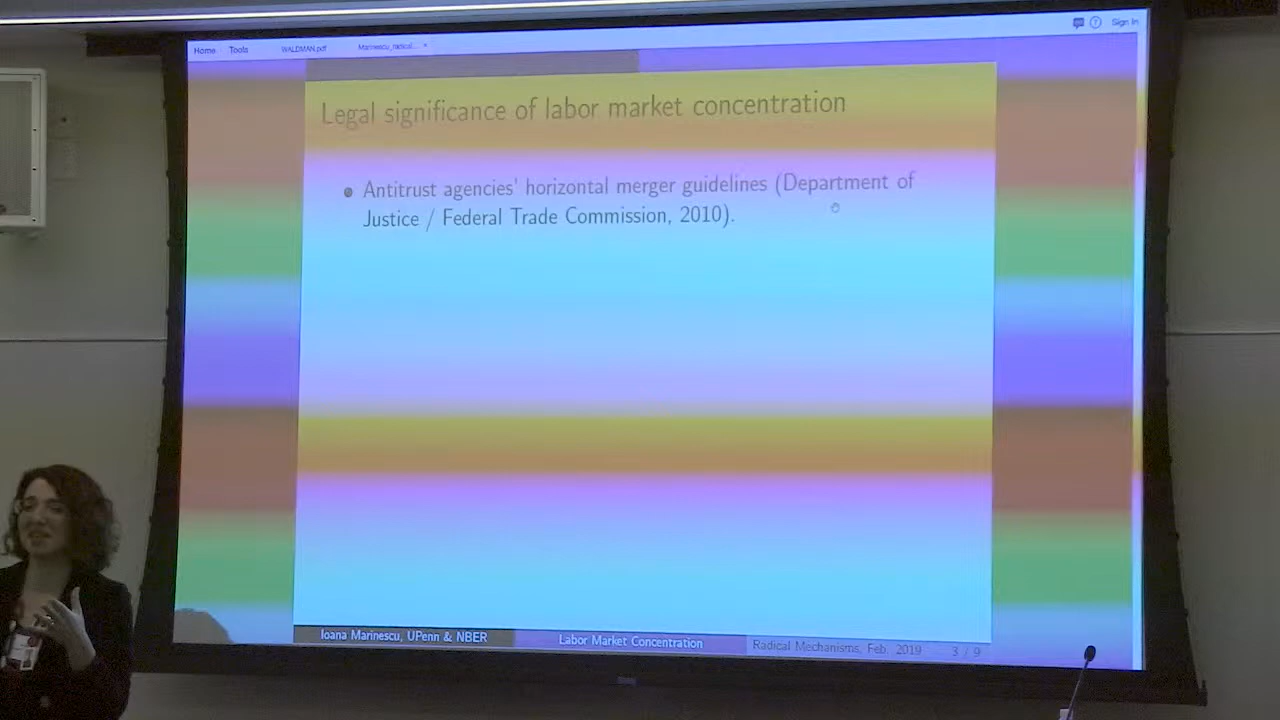 Home Tools WALDMAN.pdf Marinescu_radical... × Sign In
Legal significance of labor market concentration
Antitrust agencies' horizontal merger guidelines (Department of
Justice / Federal Trade Commission, 2010).
Ioana Marinescu, UPenn & NBER Labor Market Concentration Radical Mechanisms, Feb. 2019 3 / 9